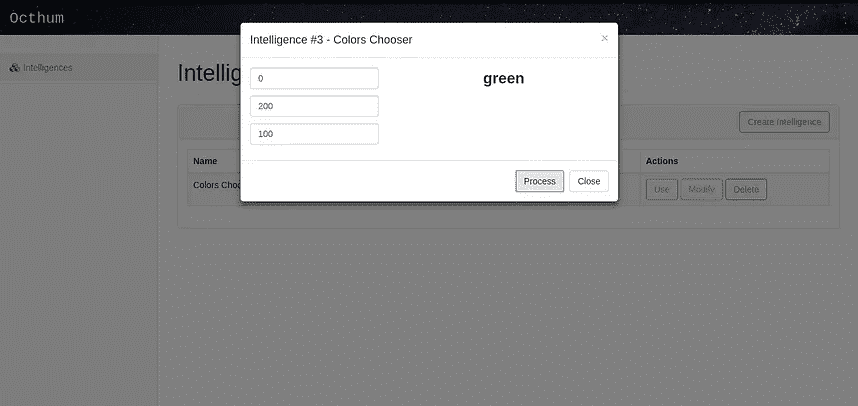 Octhum
Intelligence #3 - Colors Chooser
×
Intelligences
Intellig
0
green
200
100
Create Intelligence
Name
Actions
Process
Close
Colors Choo
Use
Modify
Delete